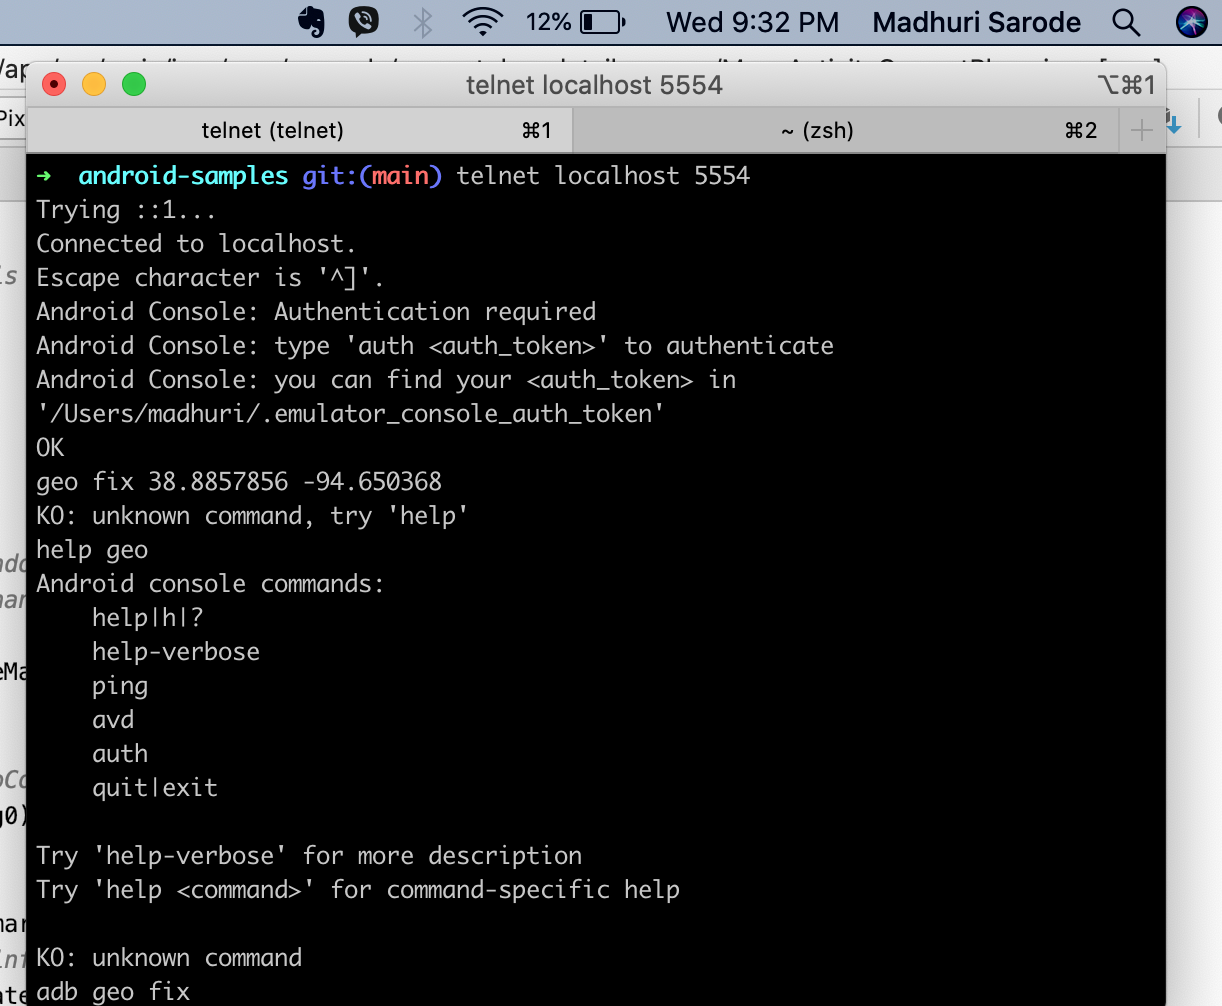 12% Wed 9:32 PM Madhuri Sarode
telnet localhost 5554 ⌥⌘1
telnet (telnet) ⌘1 ~ (zsh) ⌘2
→ android-samples git:(main) telnet localhost 5554
Trying ::1...
Connected to localhost.
Escape character is '^]'.
Android Console: Authentication required
Android Console: type 'auth <auth_token>' to authenticate
Android Console: you can find your <auth_token> in
'/Users/madhuri/.emulator_console_auth_token'
OK
geo fix 38.8857856 -94.650368
KO: unknown command, try 'help'
help geo
Android console commands:
help|h|?
help-verbose
ping
avd
auth
quit|exit
Try 'help-verbose' for more description
Try 'help <command>' for command-specific help
KO: unknown command
adb geo fix